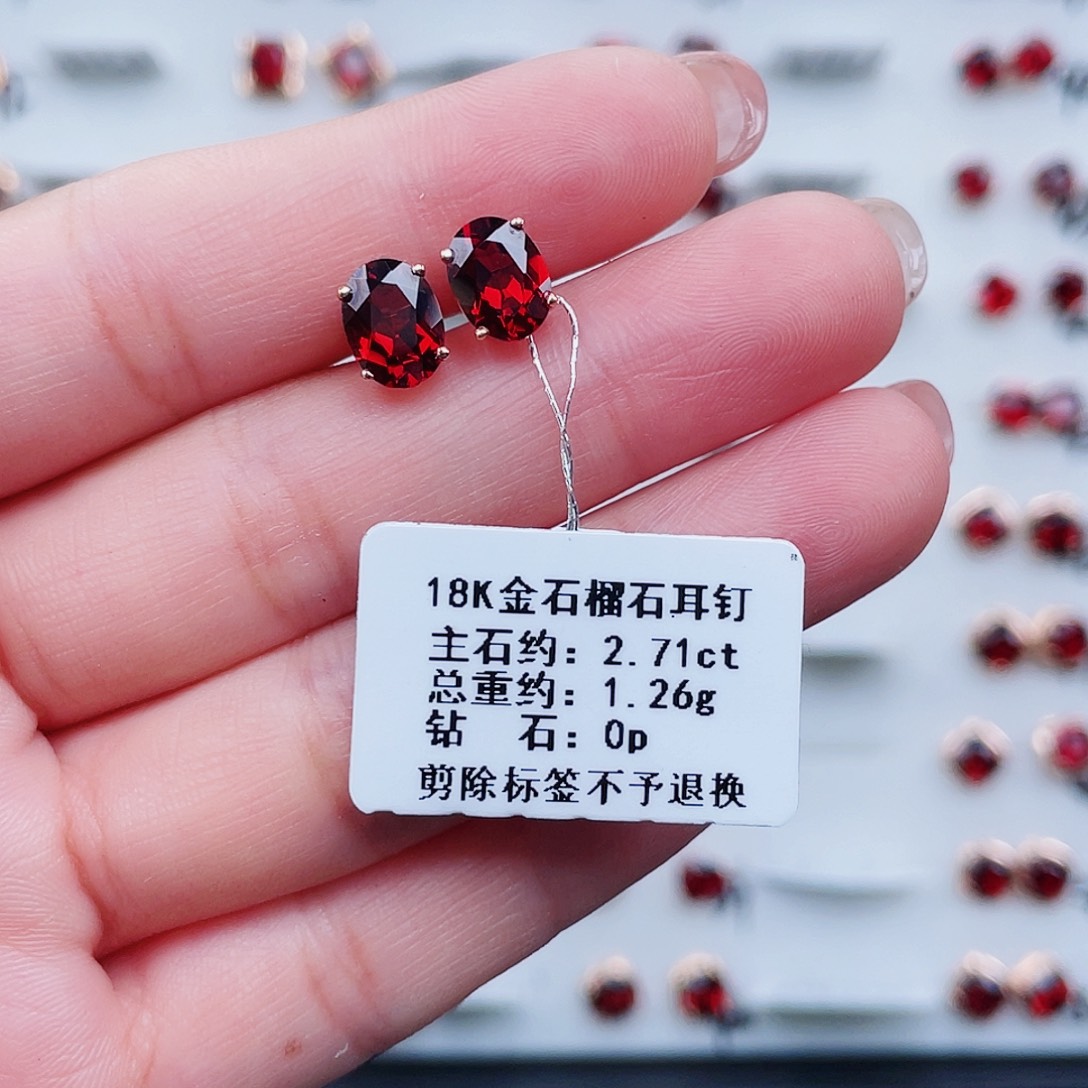 18K金石榴石耳钉
主石约：2.71ct
总重约：1.26g
钻　石：0p
剪除标签不予退换